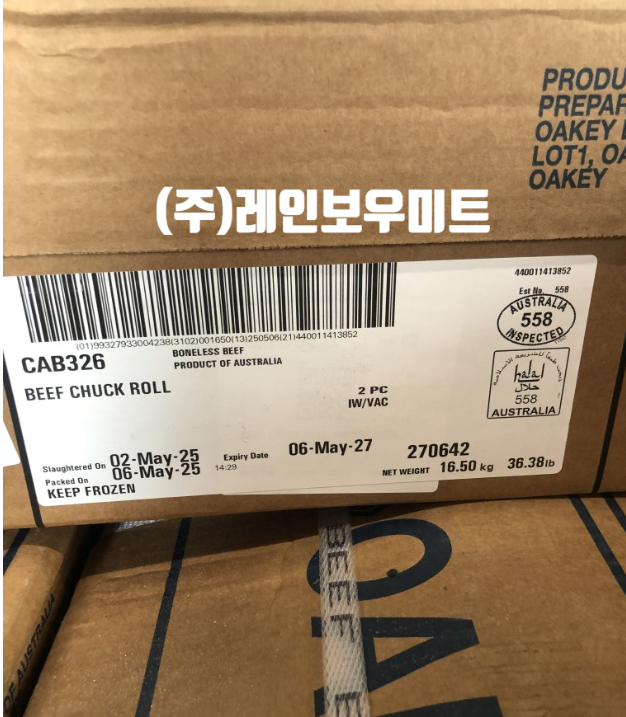 PRODU
PREPAR
OAKEY
LOT1, OA
OAKEY
(주)레인보우미트
440011413852
Est No. 558
AUSTRALIA
558
INSPECTED
(01)99327933004238(3102)001650(13)250506(21)440011413852
CAB326
BONELESS BEEF
PRODUCT OF AUSTRALIA
BEEF CHUCK ROLL
2 PC
IW/VAC
halal
حلال
558
AUSTRALIA
Slaughtered On 02-May-25
Packed On 06-May-25
14:29
Expiry Date 06-May-27
270642
NET WEIGHT 16.50 kg 36.38lb
KEEP FROZEN
BEEF
OF AUSTRALIA